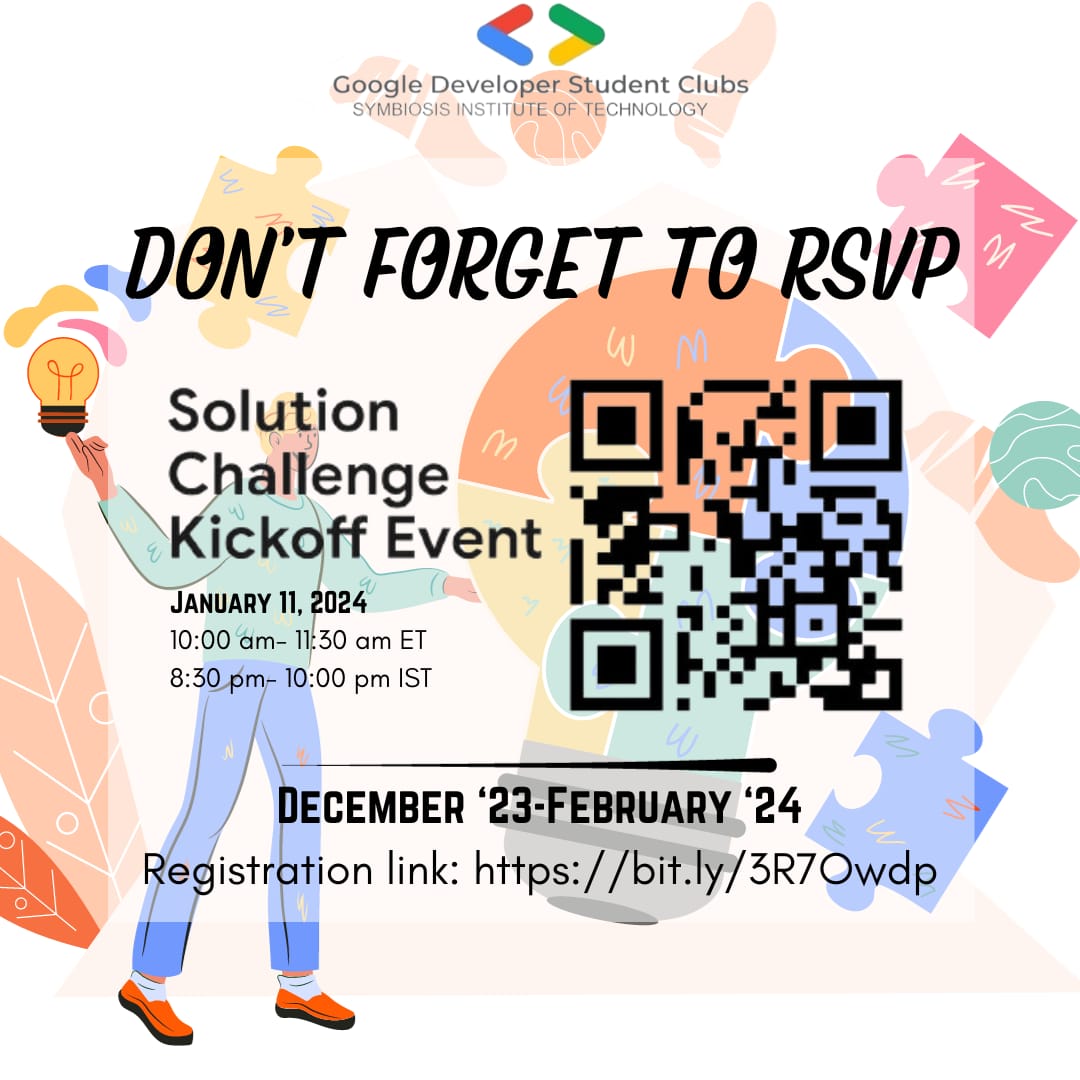 Google Developer Student Clubs
SYMBIOSIS INSTITUTE OF TECHNOLOGY
DON'T FORGET TO RSVP
Solution
Challenge
Kickoff Event
JANUARY 11, 2024
10:00 am- 11:30 am ET
8:30 pm- 10:00 pm IST
DECEMBER ‘23-FEBRUARY ‘24
Registration link: https://bit.ly/3R7Owdp